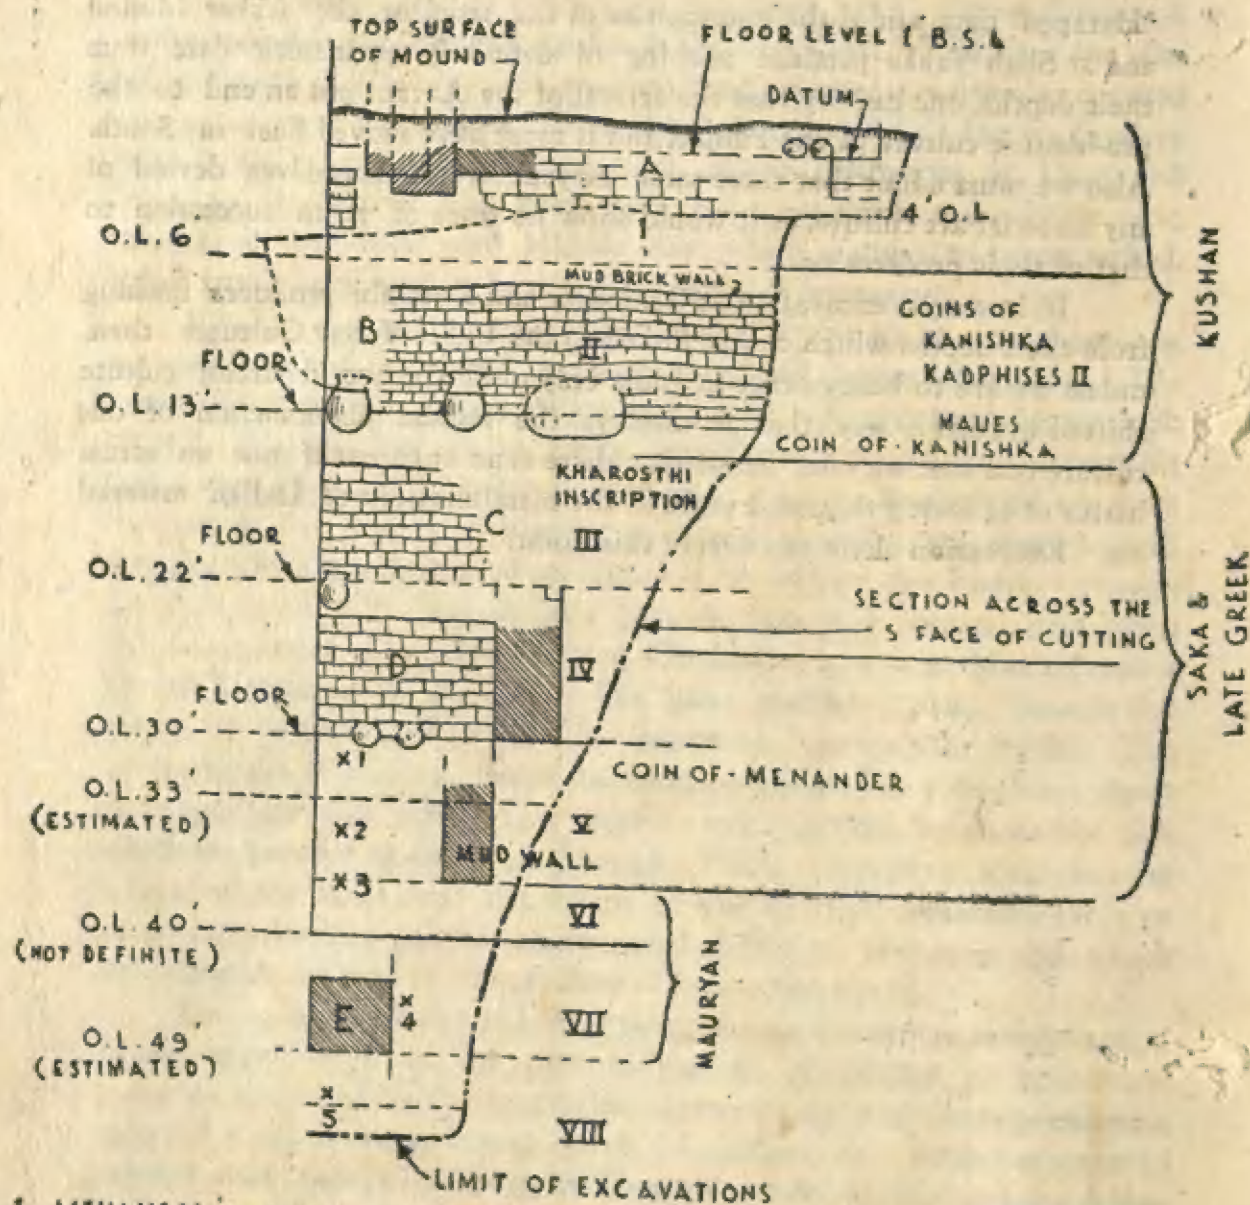 TOP SURFACE
OF MOUND
FLOOR LEVEL I B.S.L
DATUM
A
4' O.L
O.L. 6
1
MUD BRICK WALL
B
II
COINS OF
KANISHKA
KADPHISES II
KUSHAN
FLOOR
O.L. 13'
MAUES
COIN OF - KANISHKA
KHAROSTHI
INSCRIPTION
C
III
FLOOR
O.L. 22'
SECTION ACROSS THE
S FACE OF CUTTING
D
IV
SAKA &
LATE GREEK
FLOOR
O.L. 30'
X1
COIN OF - MENANDER
O.L. 33'
(ESTIMATED)
X2
V
MUD WALL
X3
O.L. 40'
(NOT DEFINITE)
VI
MAURYAN
E
X
4
VII
O.L. 49'
(ESTIMATED)
X
5
VIII
LIMIT OF EXCAVATIONS